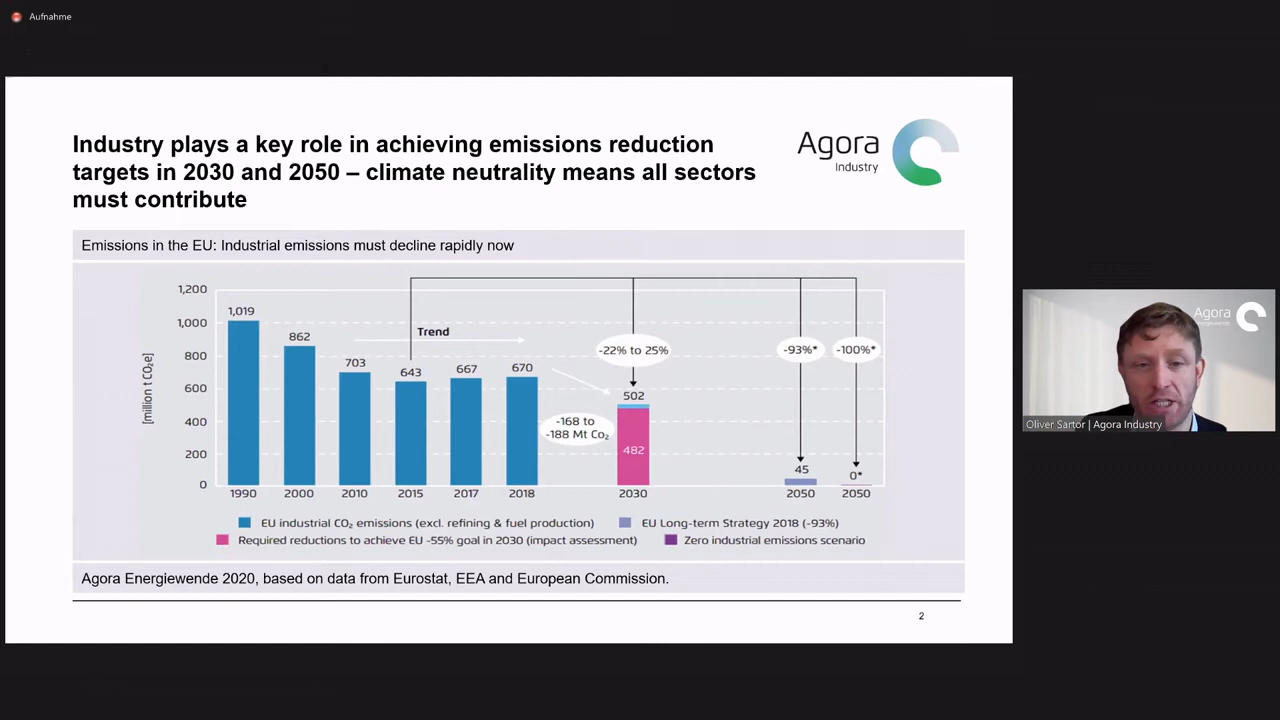 Aufnahme
Industry plays a key role in achieving emissions reduction
targets in 2030 and 2050 – climate neutrality means all sectors
must contribute
Agora
Industry
Emissions in the EU: Industrial emissions must decline rapidly now
[million t CO₂e]
1,200
1,000
800
600
400
200
0
1,019
862
703
643
667
670
Trend
-168 to
-188 Mt Co₂
-22% to 25%
502
482
-93%*
45
-100%*
0*
1990
2000
2010
2015
2017
2018
2030
2050
2050
EU industrial CO₂ emissions (excl. refining & fuel production)
EU Long-term Strategy 2018 (-93%)
Required reductions to achieve EU -55% goal in 2030 (impact assessment)
Zero industrial emissions scenario
Agora Energiewende 2020, based on data from Eurostat, EEA and European Commission.
2
Agora
Energiewende
Oliver Sartor | Agora Industry